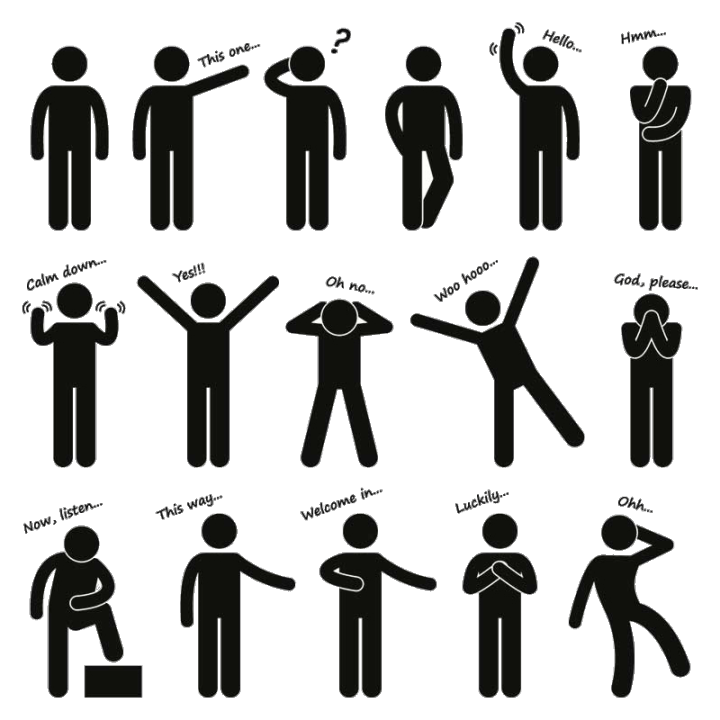 This one...
?
Hello...
Hmm...
Calm down...
Yes!!!
Oh no...
Woo hooo...
God, please...
Now, listen...
This way...
Welcome in...
Luckily...
Ohh...